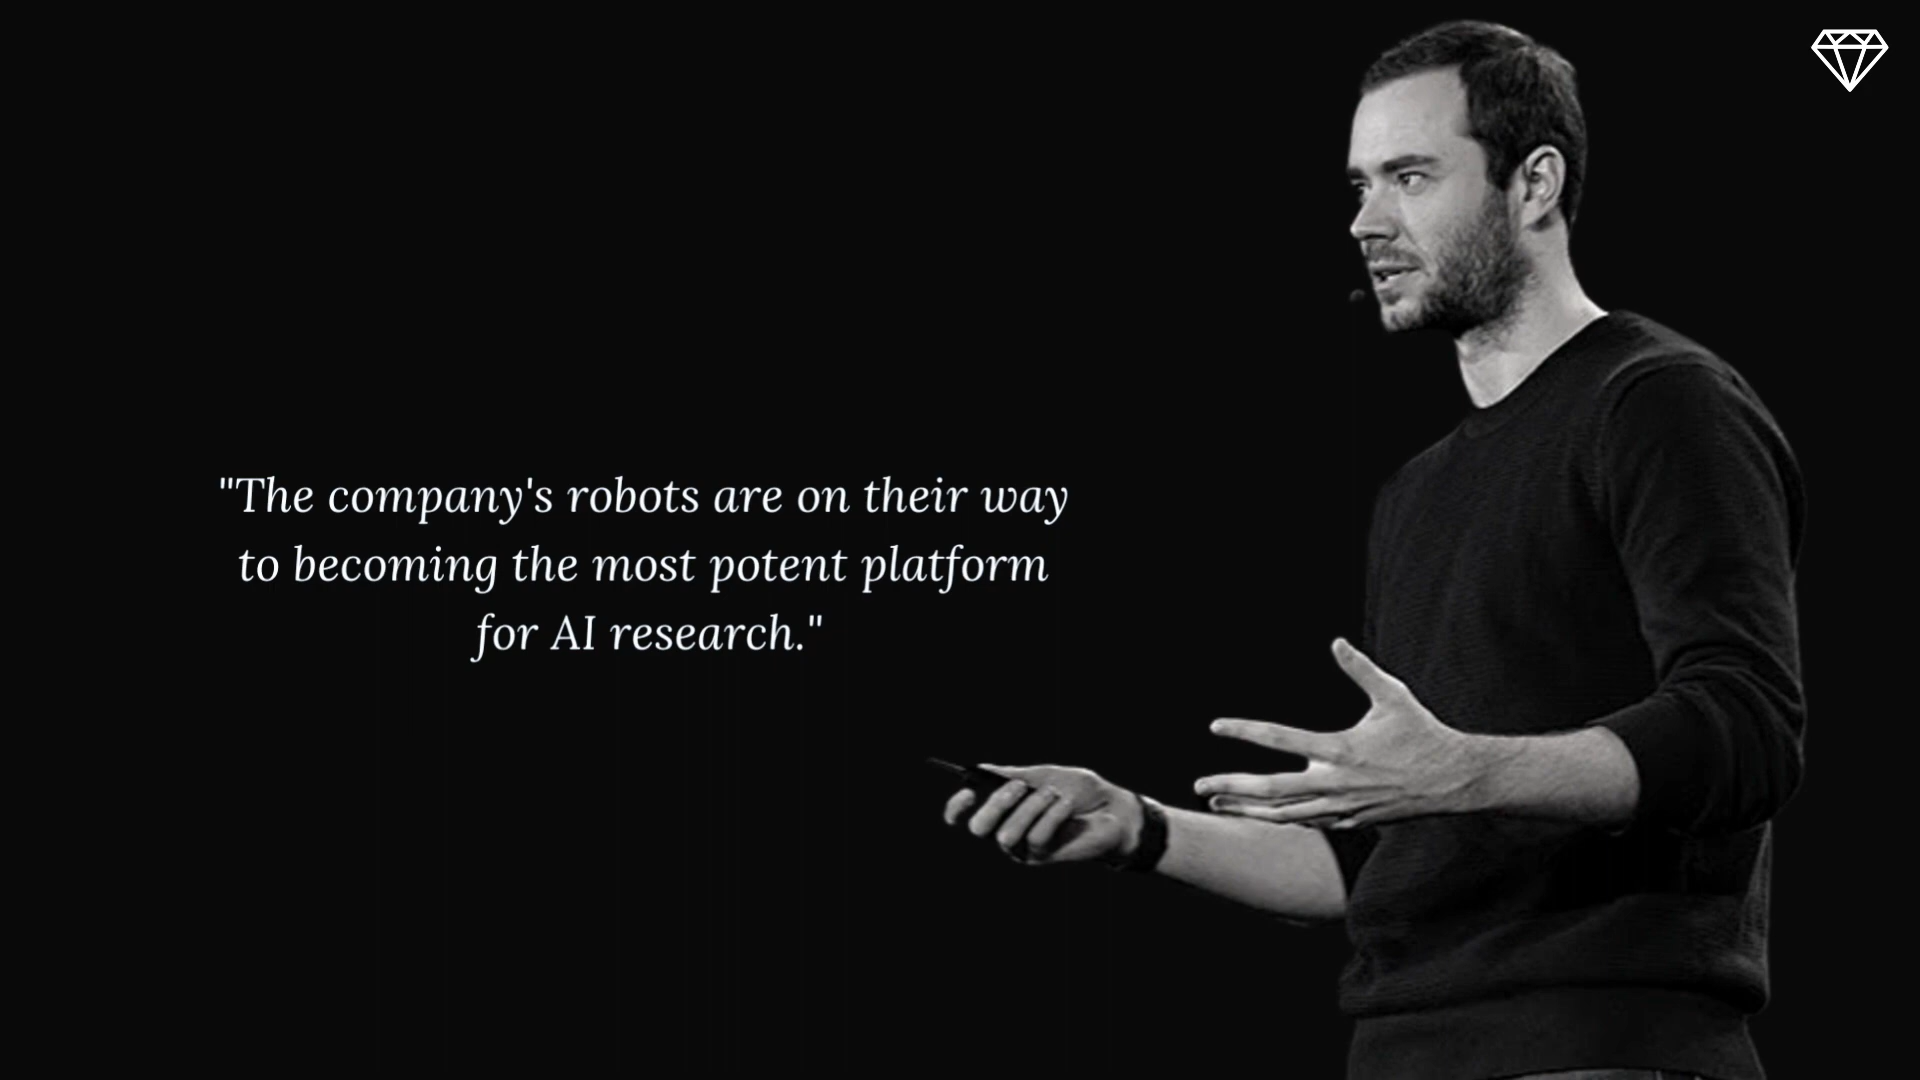 "The company's robots are on their way
to becoming the most potent platform
for AI research."